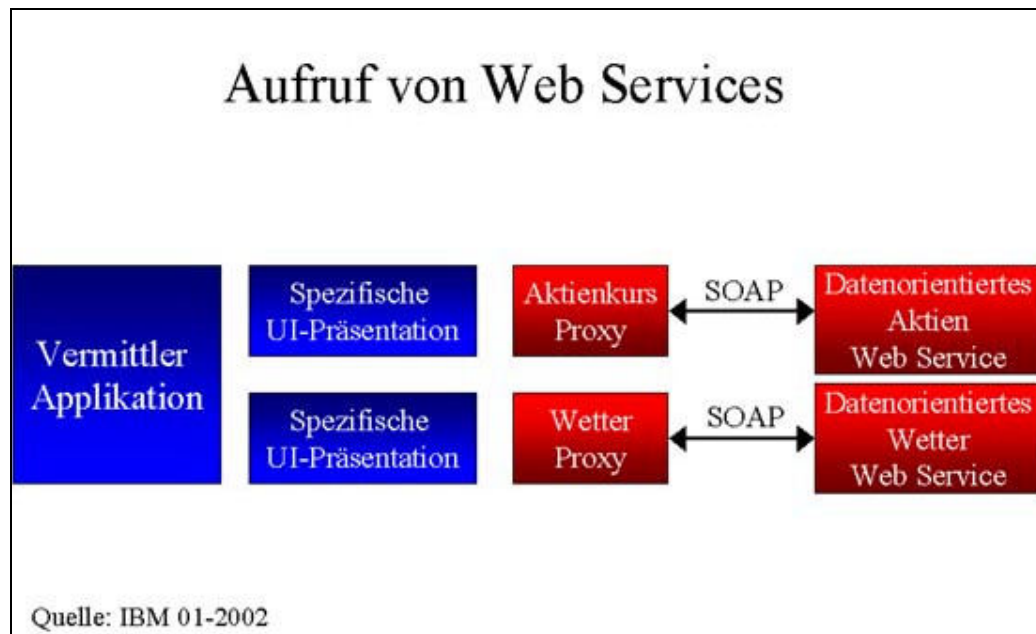 Aufruf von Web Services
Vermittler
Applikation
Spezifische
UI-Präsentation
Aktienkurs
Proxy
SOAP
Datenorientiertes
Aktien
Web Service
Spezifische
UI-Präsentation
Wetter
Proxy
SOAP
Datenorientiertes
Wetter
Web Service
Quelle: IBM 01-2002